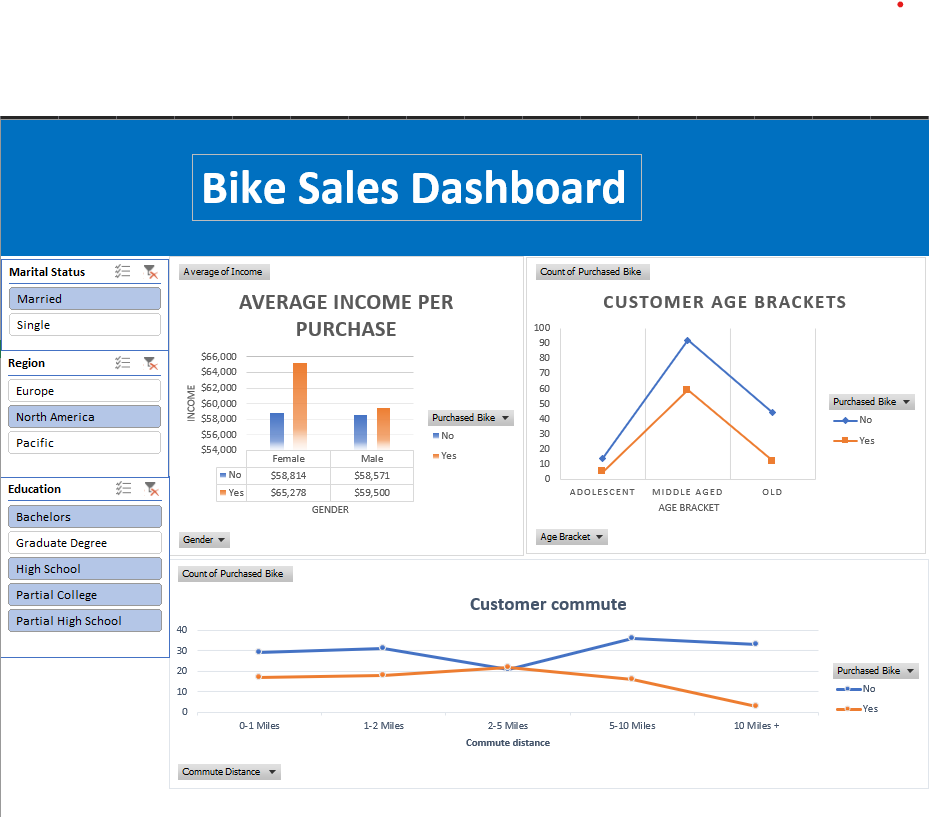 Bike Sales Dashboard
Marital Status
Married
Single
Region
Europe
North America
Pacific
Education
Bachelors
Graduate Degree
High School
Partial College
Partial High School
Average of Income
AVERAGE INCOME PER
PURCHASE
INCOME
$66,000
$64,000
$62,000
$60,000
$58,000
$56,000
$54,000
Female Male
No $58,814 $58,571
Yes $65,278 $59,500
GENDER
Purchased Bike
No
Yes
Gender
Count of Purchased Bike
CUSTOMER AGE BRACKETS
100
90
80
70
60
50
40
30
20
10
0
ADOLESCENT MIDDLE AGED OLD
AGE BRACKET
Purchased Bike
No
Yes
Age Bracket
Count of Purchased Bike
Customer commute
40
30
20
10
0
0-1 Miles 1-2 Miles 2-5 Miles 5-10 Miles 10 Miles +
Commute distance
Purchased Bike
No
Yes
Commute Distance